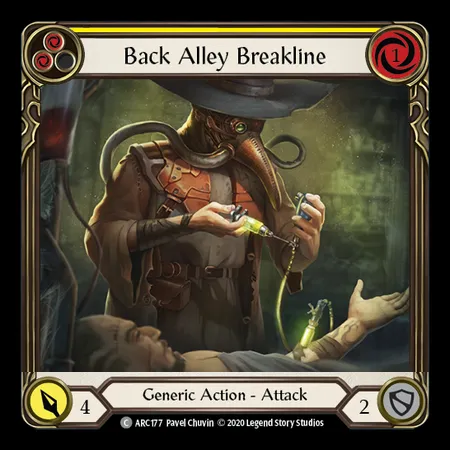 Back Alley Breakline
1
Generic Action - Attack
4
2
C ARC177 Pavel Chuvin © 2020 Legend Story Studios